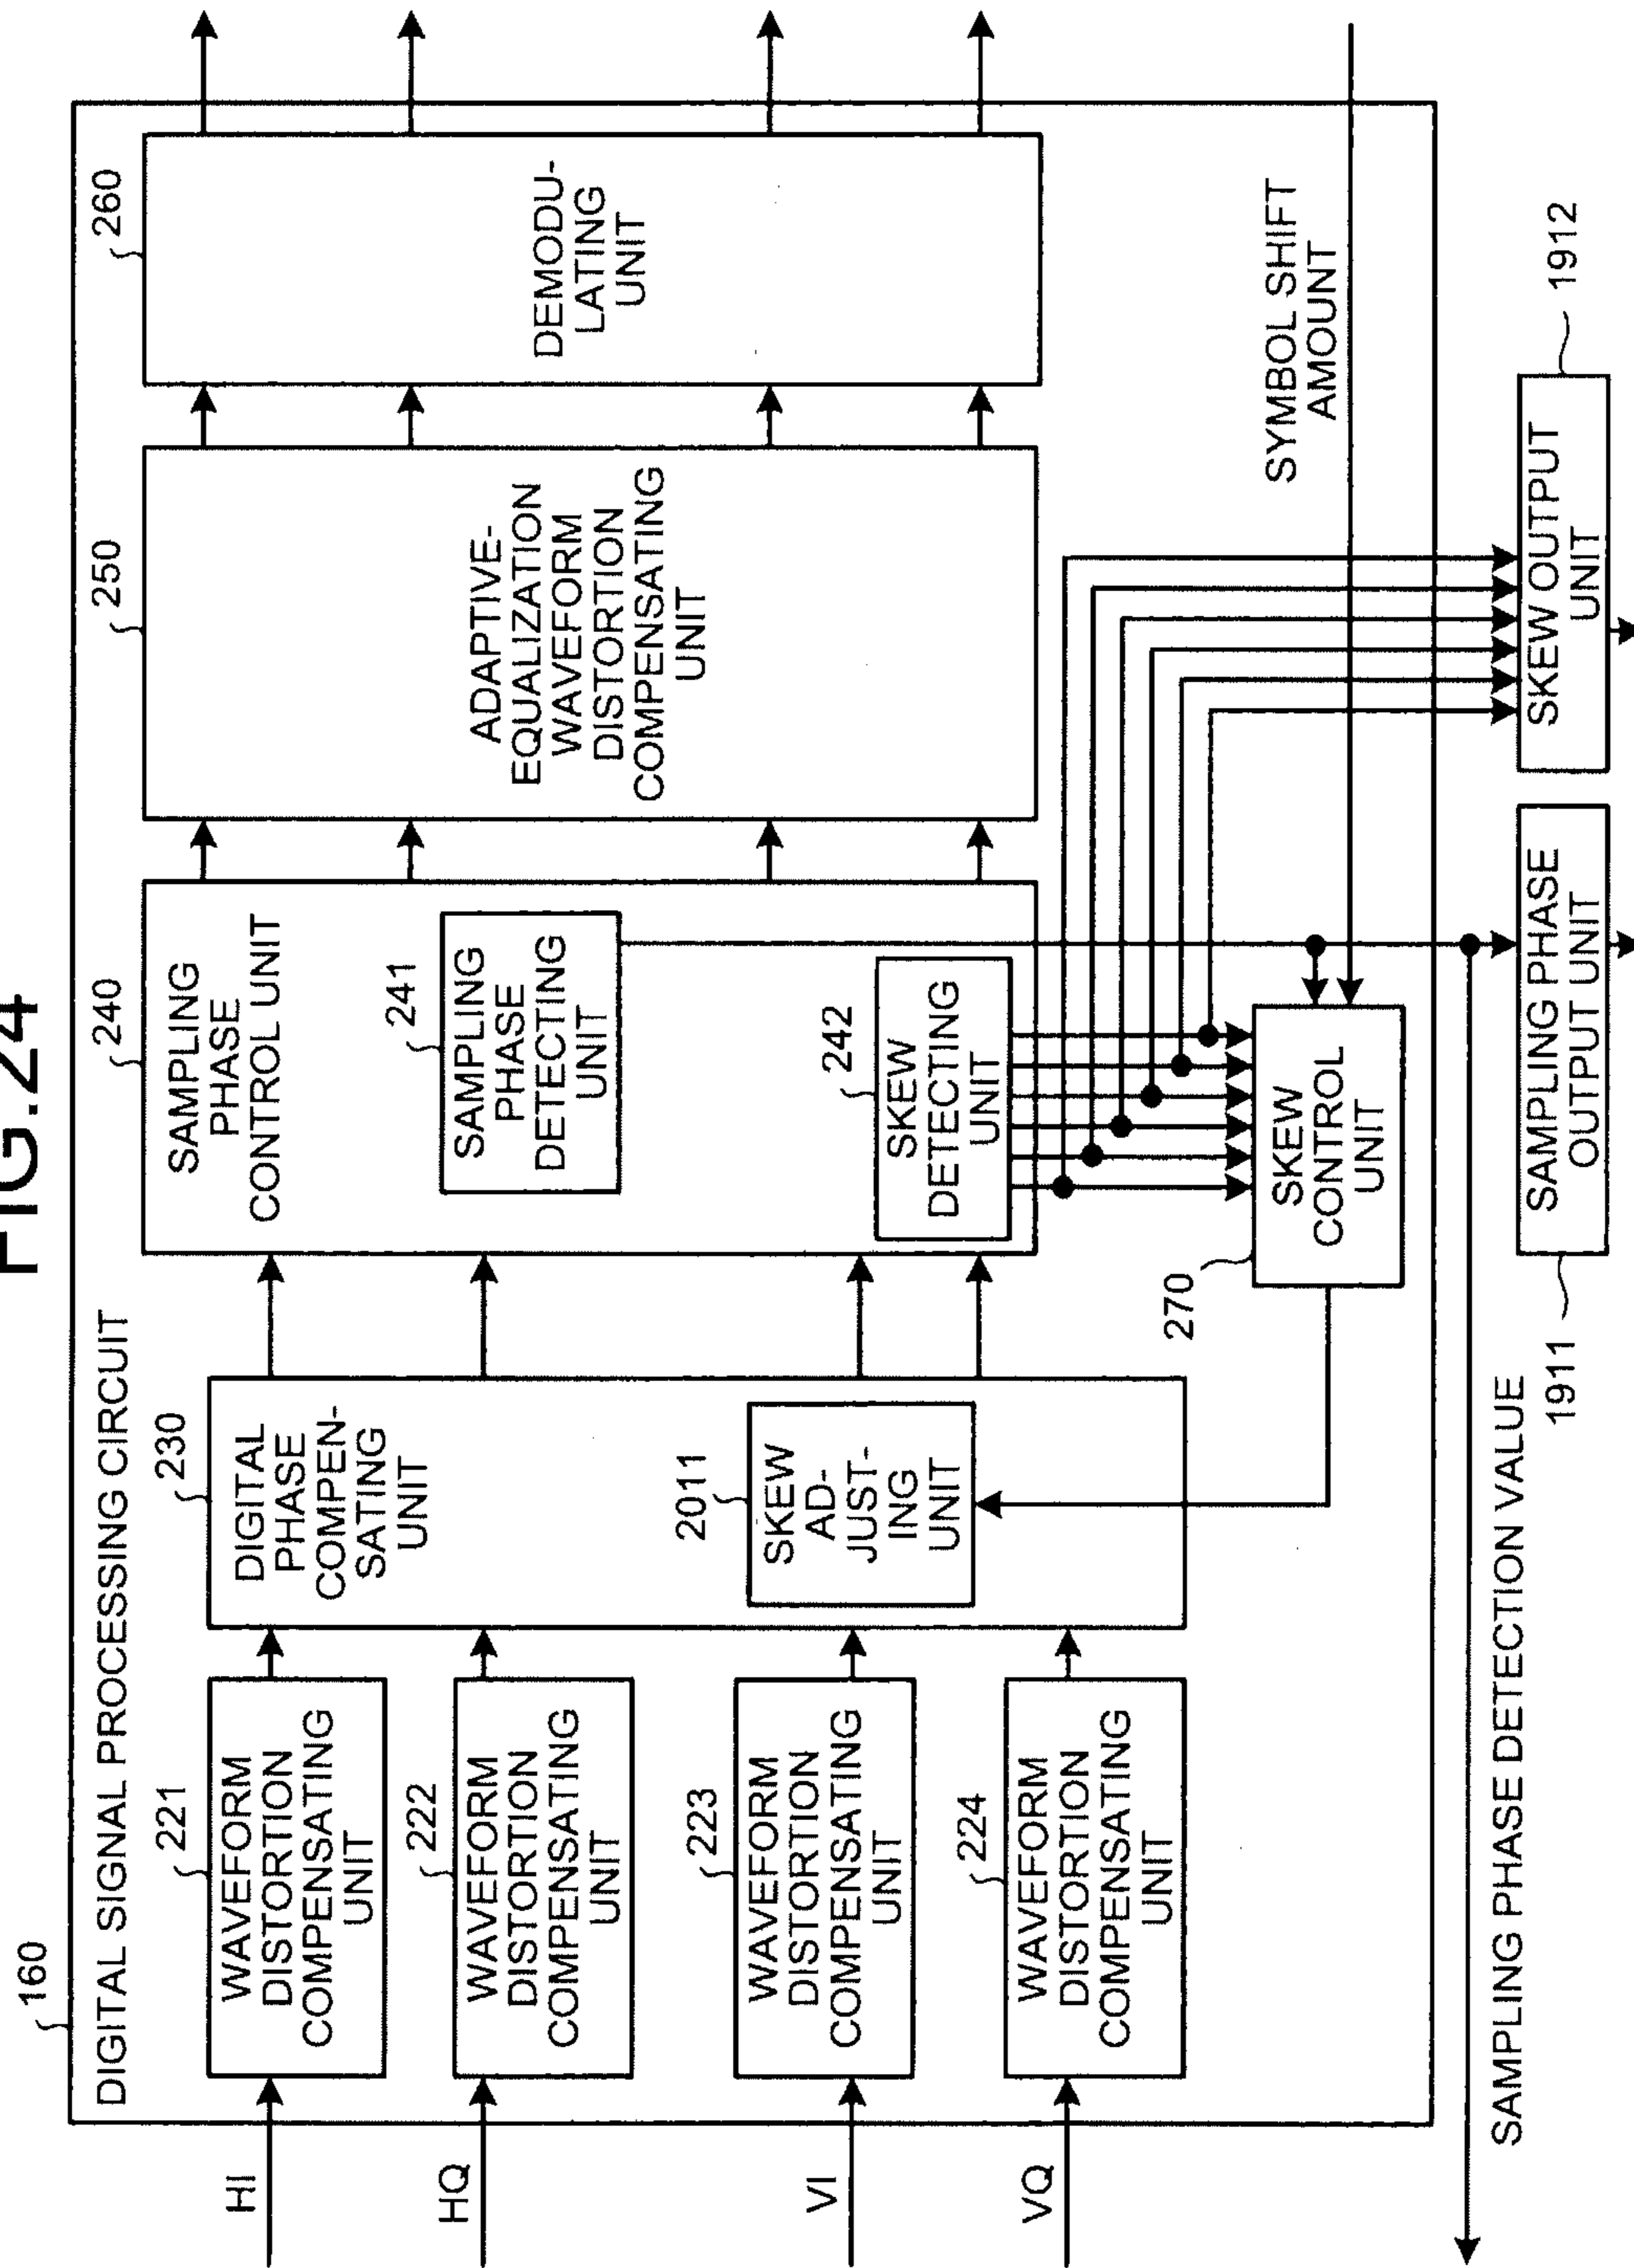 FIG.24
160
DIGITAL SIGNAL PROCESSING CIRCUIT
HI
221
WAVEFORM
DISTORTION
COMPENSATING
UNIT
HQ
222
WAVEFORM
DISTORTION
COMPENSATING
UNIT
VI
223
WAVEFORM
DISTORTION
COMPENSATING
UNIT
VQ
224
WAVEFORM
DISTORTION
COMPENSATING
UNIT
230
DIGITAL
PHASE
COMPEN-
SATING
UNIT
2011
SKEW
AD-
JUST-
ING
UNIT
240
SAMPLING
PHASE
CONTROL UNIT
241
SAMPLING
PHASE
DETECTING
UNIT
242
SKEW
DETECTING
UNIT
250
ADAPTIVE-
EQUALIZATION
WAVEFORM
DISTORTION
COMPENSATING
UNIT
260
DEMODU-
LATING
UNIT
270
SKEW
CONTROL
UNIT
SYMBOL SHIFT
AMOUNT
SAMPLING PHASE DETECTION VALUE
1911
SAMPLING PHASE
OUTPUT UNIT
SKEW OUTPUT
UNIT
1912